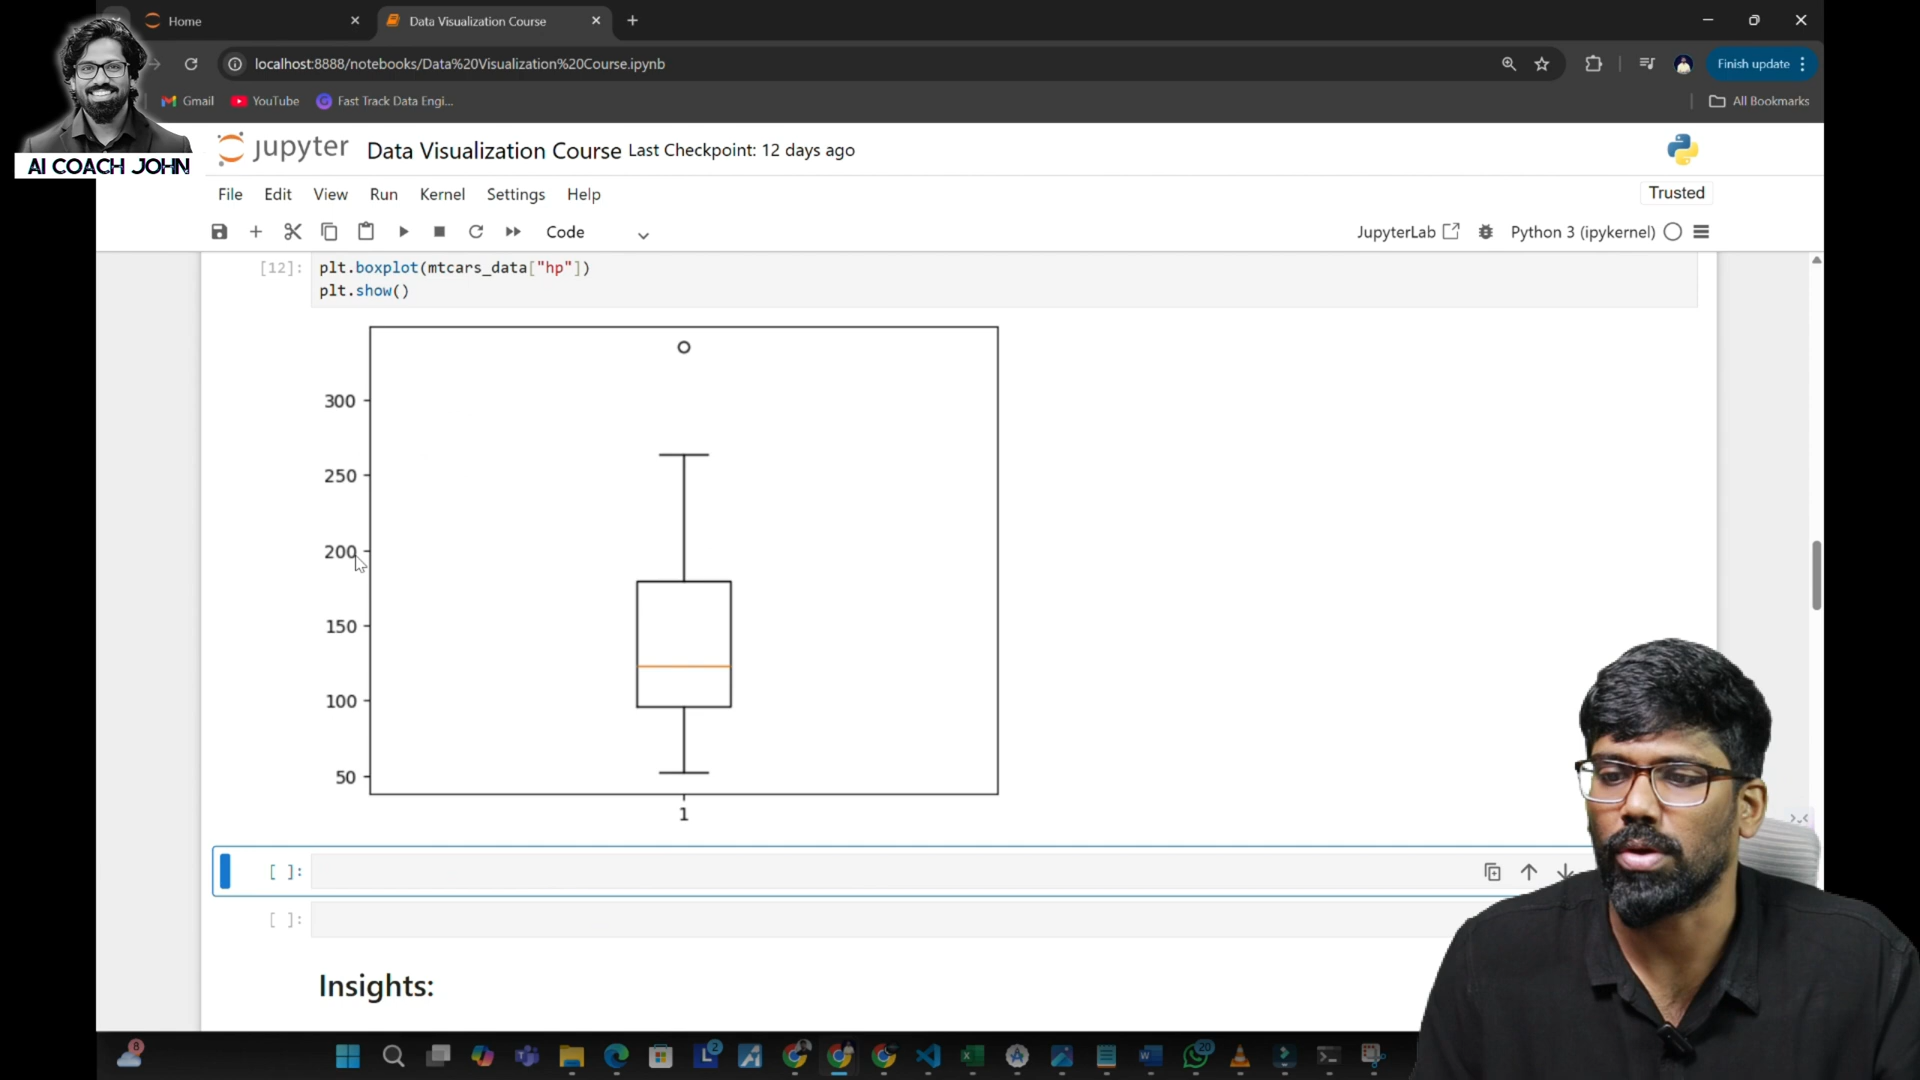 Home
Data Visualization Course
localhost:8888/notebooks/Data%20Visualization%20Course.ipynb
Finish update
Gmail
YouTube
Fast Track Data Engi...
All Bookmarks
AI COACH JOHN
jupyter
Data Visualization Course Last Checkpoint: 12 days ago
File Edit View Run Kernel Settings Help
Trusted
Code
JupyterLab
Python 3 (ipykernel)
[12]:
plt.boxplot(mtcars_data["hp"])
plt.show()
300
250
200
150
100
50
1
[ ]:
[ ]:
Insights:
8
2
20